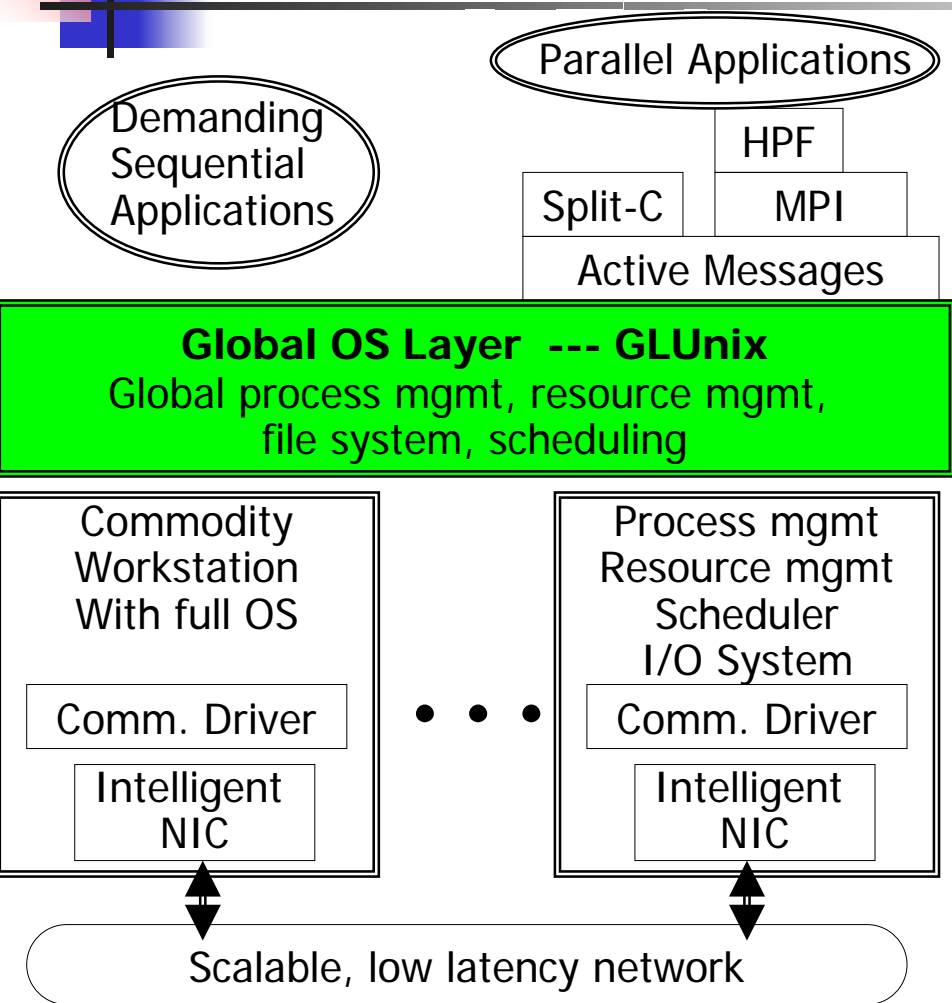 Parallel Applications
Demanding
Sequential
Applications
HPF
Split-C
MPI
Active Messages
Global OS Layer --- GLUnix
Global process mgmt, resource mgmt,
file system, scheduling
Commodity
Workstation
With full OS
Comm. Driver
Intelligent
NIC
Process mgmt
Resource mgmt
Scheduler
I/O System
Comm. Driver
Intelligent
NIC
Scalable, low latency network